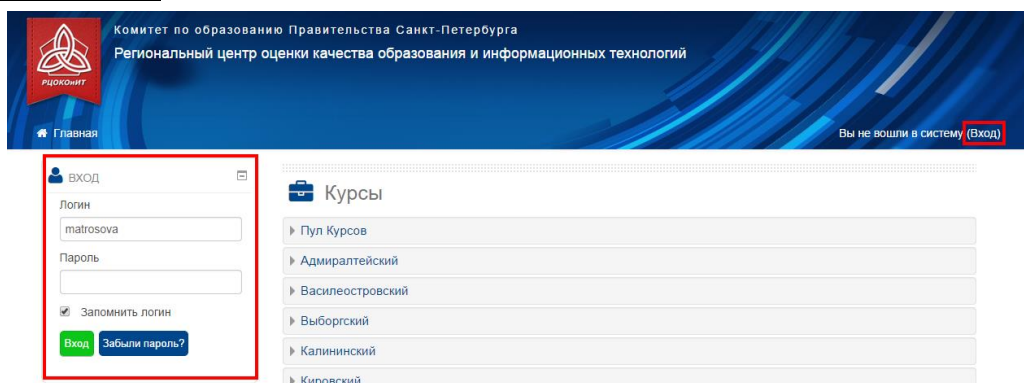 Комитет по образованию Правительства Санкт-Петербурга
Региональный центр оценки качества образования и информационных технологий
РЦОКОиИТ
Главная
Вы не вошли в систему (Вход)
ВХОД
Логин
matrosova
Пароль
Запомнить логин
Вход Забыли пароль?
Курсы
Пул Курсов
Адмиралтейский
Василеостровский
Выборгский
Калининский
Кировский